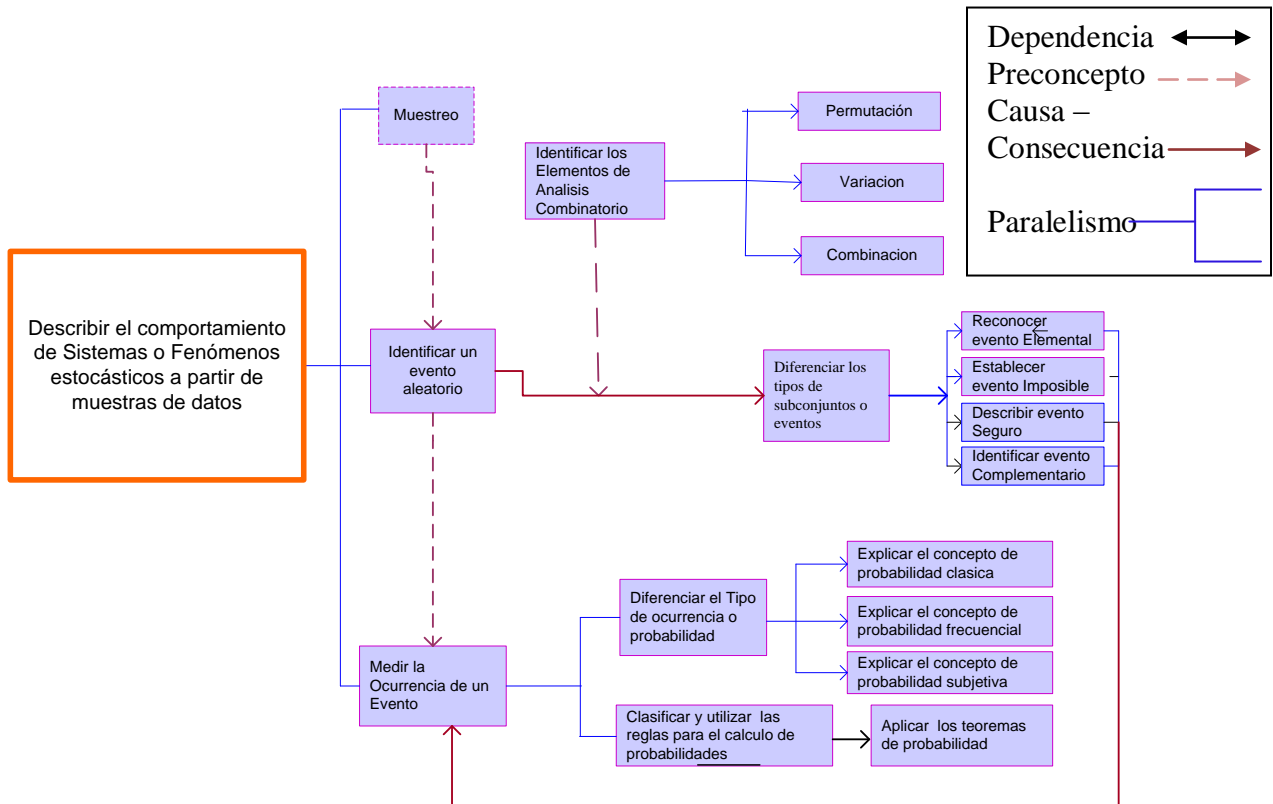 Dependencia
Preconcepto
Causa –
Consecuencia
Paralelismo
Muestreo
Identificar los
Elementos de
Analisis
Combinatorio
Permutación
Variacion
Combinacion
Describir el comportamiento
de Sistemas o Fenómenos
estocásticos a partir de
muestras de datos
Identificar un
evento
aleatorio
Diferenciar los
tipos de
subconjuntos o
eventos
Reconocer
evento Elemental
Establecer
evento Imposible
Describir evento
Seguro
Identificar evento
Complementario
Medir la
Ocurrencia de un
Evento
Diferenciar el Tipo
de ocurrencia o
probabilidad
Explicar el concepto de
probabilidad clasica
Explicar el concepto de
probabilidad frecuencial
Explicar el concepto de
probabilidad subjetiva
Clasificar y utilizar las
reglas para el calculo de
probabilidades
Aplicar los teoremas
de probabilidad